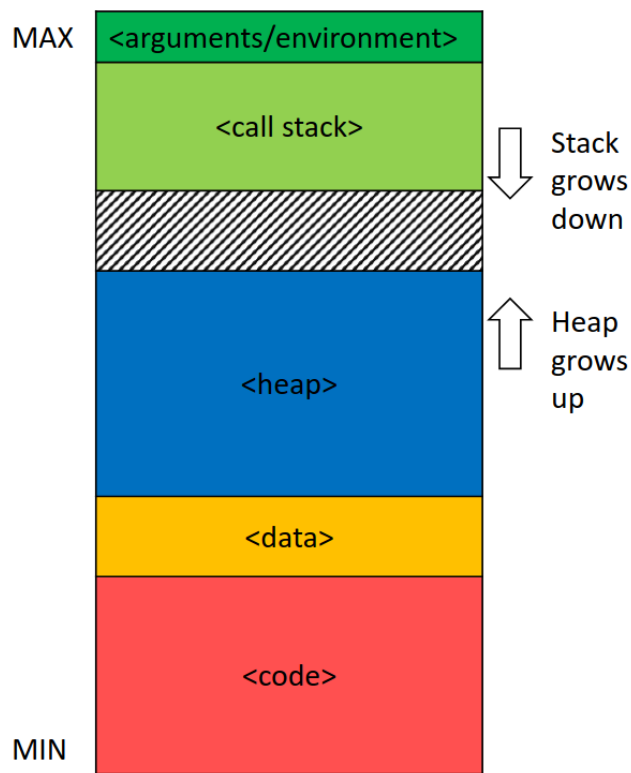 MAX
<arguments/environment>
<call stack>
Stack
grows
down
Heap
grows
up
<heap>
<data>
<code>
MIN